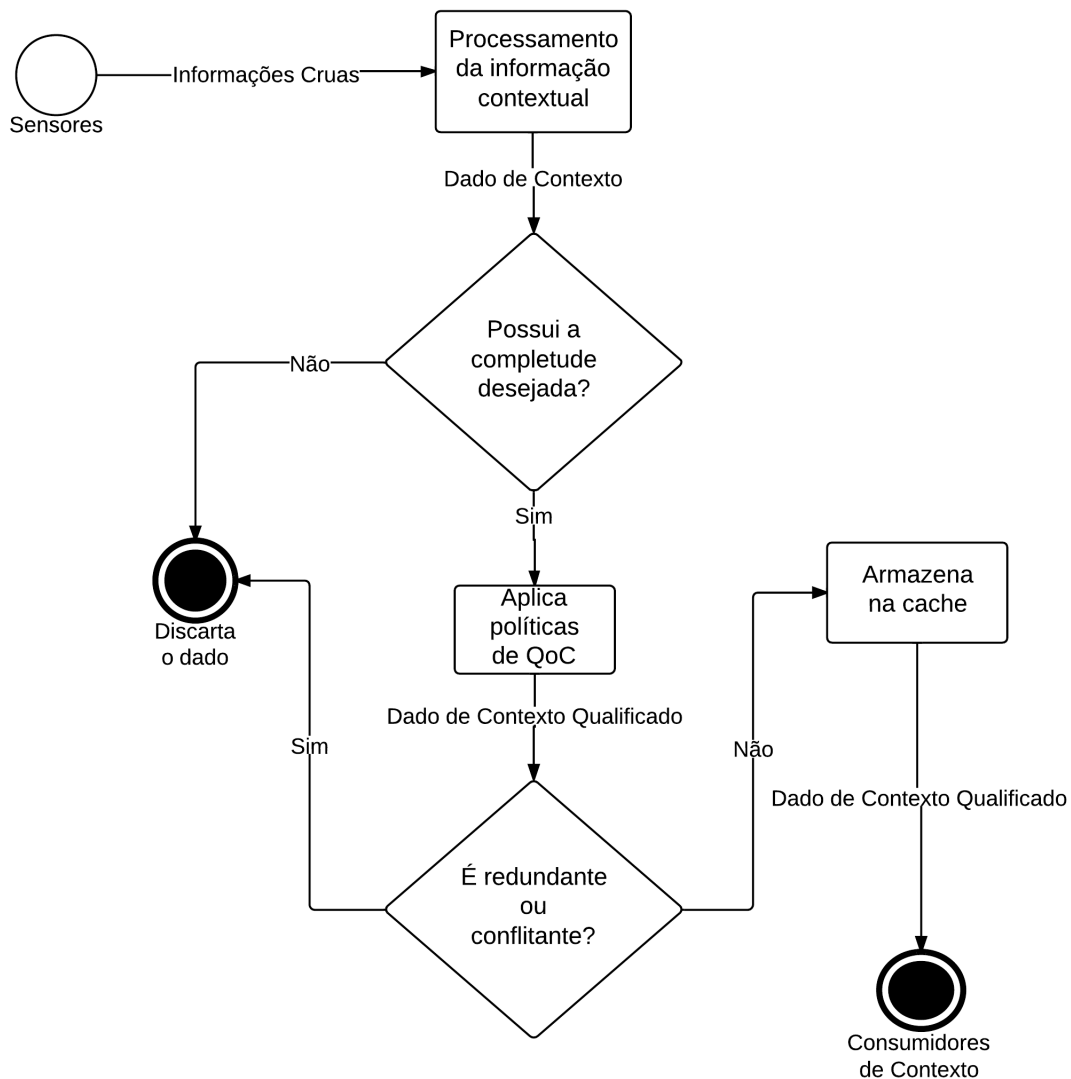 Processamento
da informação
contextual
Informações Cruas
Sensores
Dado de Contexto
Possui a
completude
desejada?
Não
Sim
Aplica
políticas
de QoC
Armazena
na cache
Discarta
o dado
Dado de Contexto Qualificado
Sim
Não
Dado de Contexto Qualificado
É redundante
ou
conflitante?
Consumidores
de Contexto